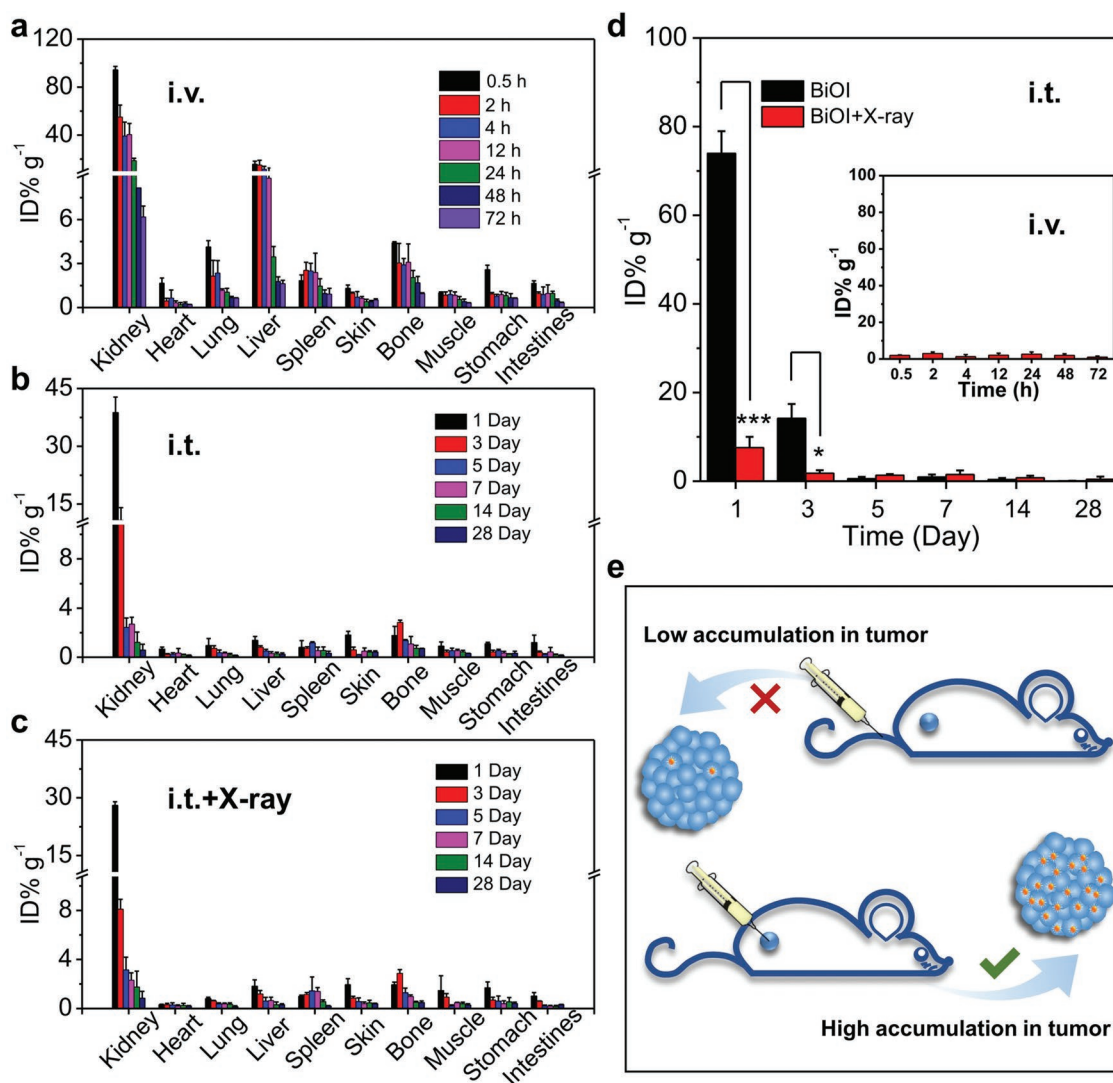 a
120
80
40
6
3
0
ID% g⁻¹
i.v.
0.5 h
2 h
4 h
12 h
24 h
48 h
72 h
Kidney
Heart
Lung
Liver
Spleen
Skin
Bone
Muscle
Stomach
Intestines
b
45
30
15
8
4
0
ID% g⁻¹
i.t.
1 Day
3 Day
5 Day
7 Day
14 Day
28 Day
Kidney
Heart
Lung
Liver
Spleen
Skin
Bone
Muscle
Stomach
Intestines
c
45
30
15
8
4
0
ID% g⁻¹
i.t.+X-ray
1 Day
3 Day
5 Day
7 Day
14 Day
28 Day
Kidney
Heart
Lung
Liver
Spleen
Skin
Bone
Muscle
Stomach
Intestines
d
100
80
60
40
20
0
ID% g⁻¹
BiOI
BiOI+X-ray
i.t.
***
*
1 3 5 7 14 28
Time (Day)
100
80
60
40
20
0
ID% g⁻¹
i.v.
0.5 2 4 12 24 48 72
Time (h)
e
Low accumulation in tumor
High accumulation in tumor